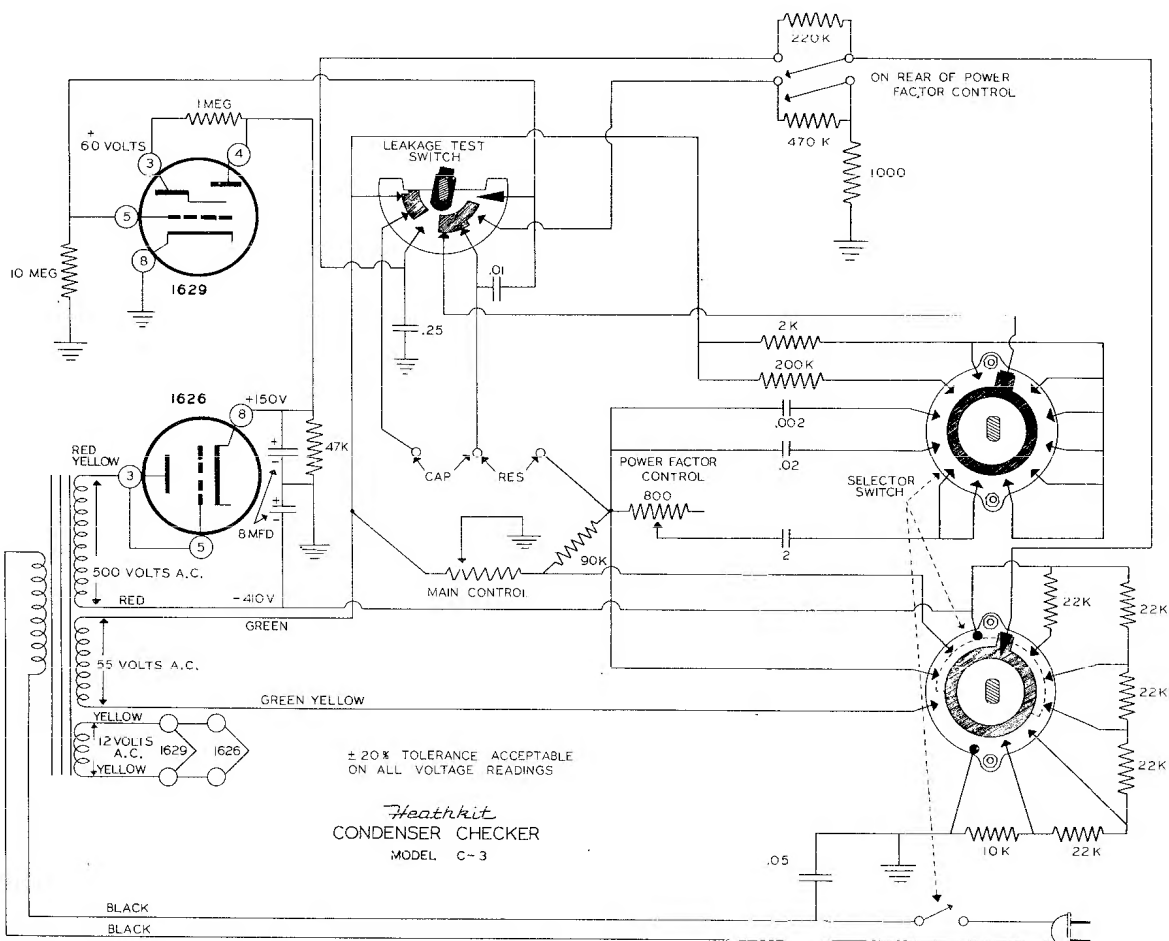 220K
ON REAR OF POWER
FACTOR CONTROL
470 K
1000
1 MEG
+
60 VOLTS
3
4
5
8
10 MEG
1629
LEAKAGE TEST
SWITCH
.01
.25
2K
200K
.002
.02
1626
+150V
8
RED
YELLOW
3
5
+
-
+
-
47K
8 MFD
CAP
RES
POWER FACTOR
CONTROL
800
SELECTOR
SWITCH
2
90K
MAIN CONTROL
500 VOLTS A.C.
RED
-410V
GREEN
55 VOLTS A.C.
GREEN YELLOW
22K
22K
22K
22K
YELLOW
12 VOLTS
A.C.
YELLOW
1629
1626
± 20% TOLERANCE ACCEPTABLE
ON ALL VOLTAGE READINGS
Heathkit
CONDENSER CHECKER
MODEL C-3
.05
10K
22K
BLACK
BLACK